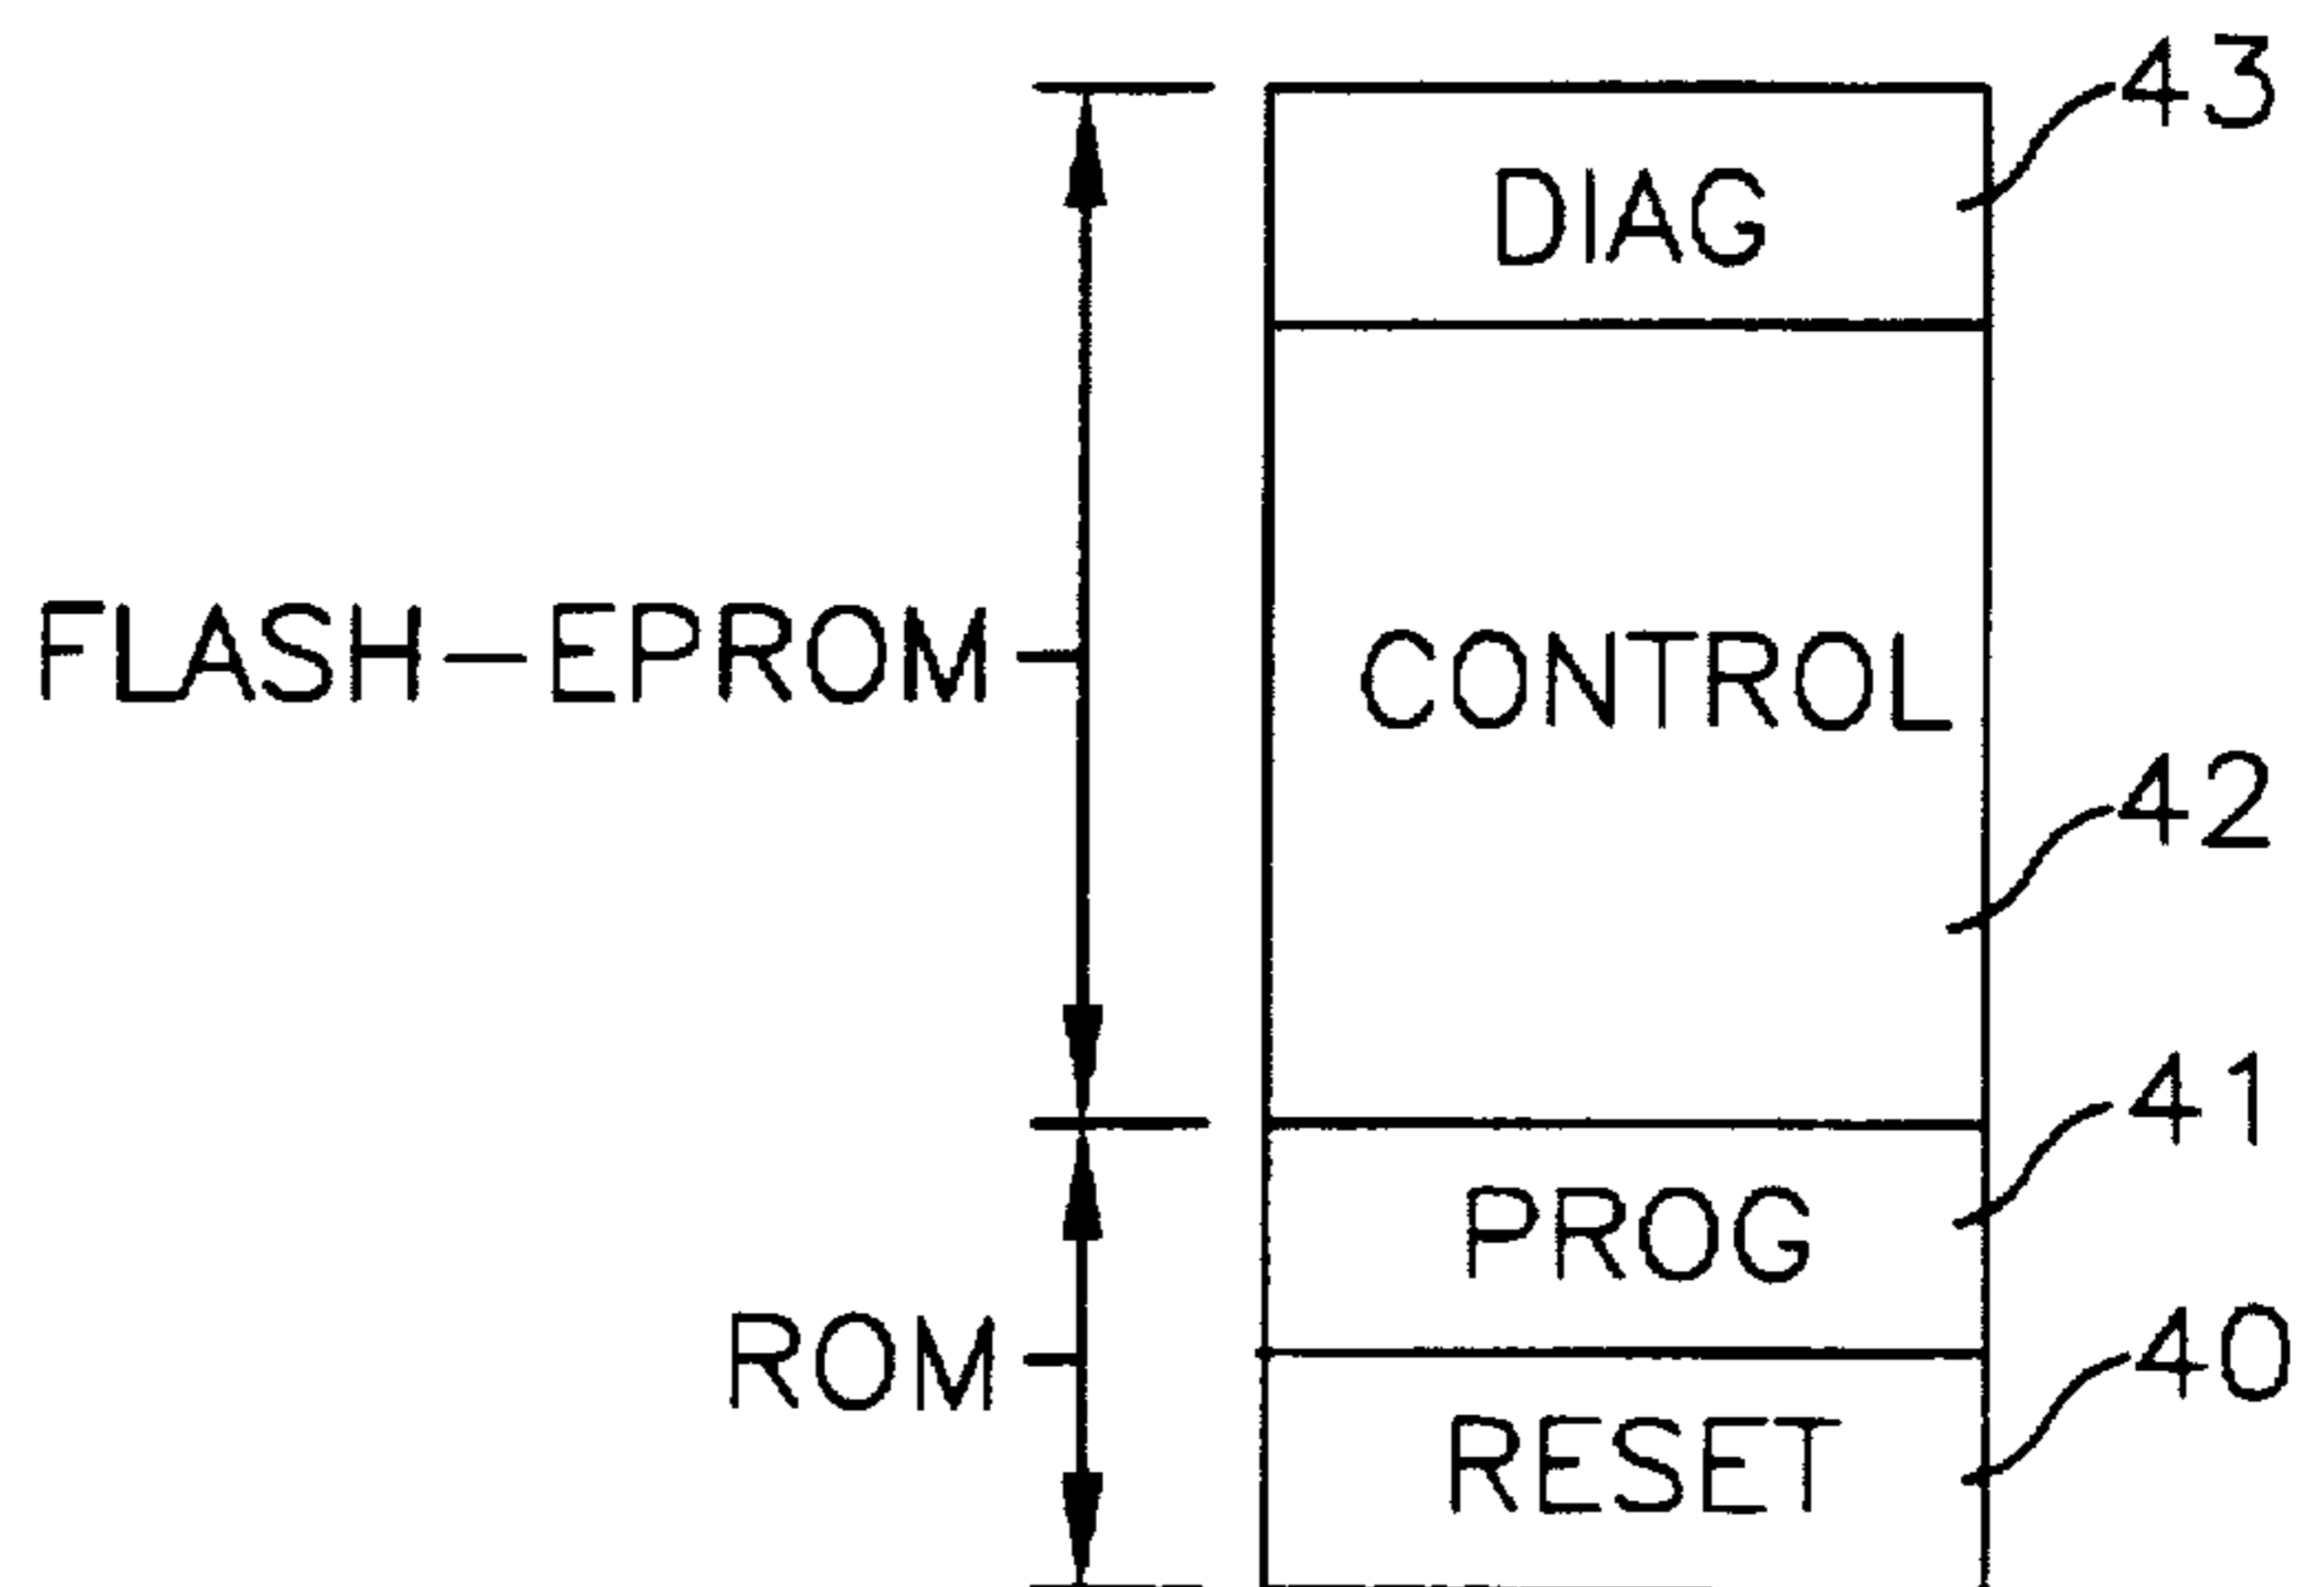 43
DIAG
FLASH-EPROM
CONTROL
42
41
PROG
ROM
40
RESET